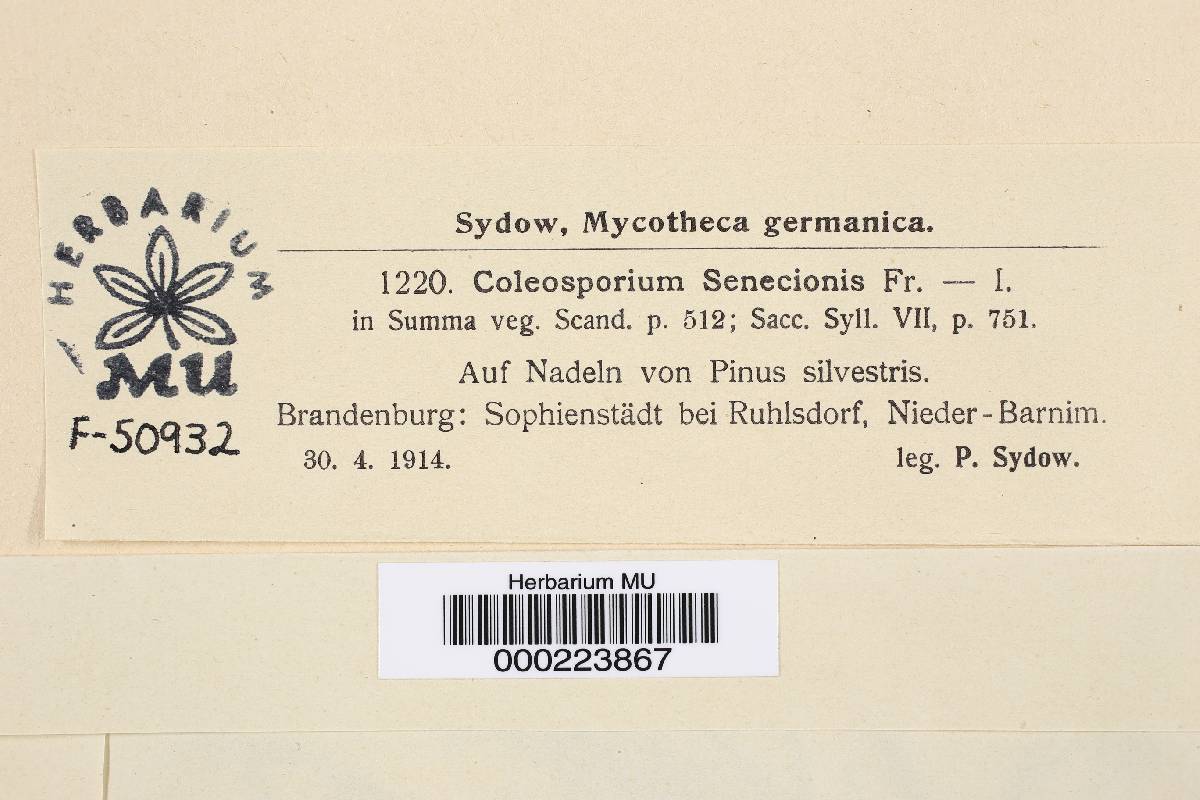 HERBARIUM
MU
F-50932
Sydow, Mycotheca germanica.
1220. Coleosporium Senecionis Fr. — I.
in Summa veg. Scand. p. 512; Sacc. Syll. VII, p. 751.
Auf Nadeln von Pinus silvestris.
Brandenburg: Sophienstädt bei Ruhlsdorf, Nieder-Barnim.
30. 4. 1914. leg. P. Sydow.
Herbarium MU
000223867